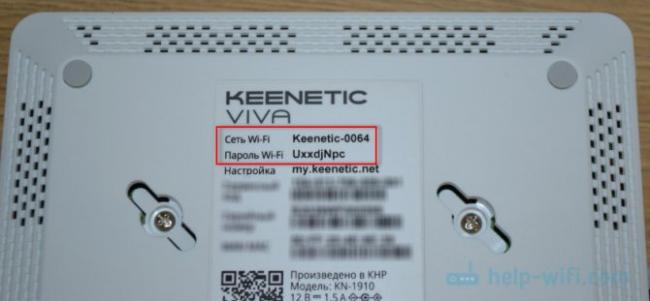 KEENETIC
VIVA
Сеть Wi-Fi Keenetic-0064
Пароль Wi-Fi UxxdjNpc
Настройка my.keenetic.net
Произведено в КНР
Модель: KN-1910
12 В 1.5 А
help-wifi.com